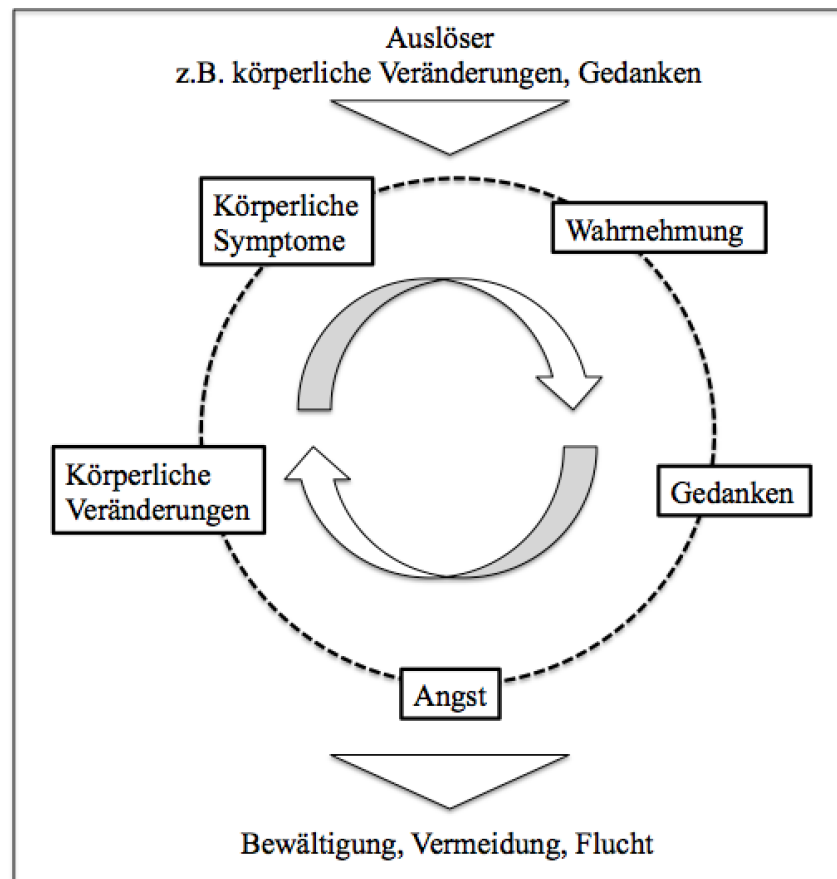 Auslöser
z.B. körperliche Veränderungen, Gedanken
Körperliche
Symptome
Wahrnehmung
Körperliche
Veränderungen
Gedanken
Angst
Bewältigung, Vermeidung, Flucht